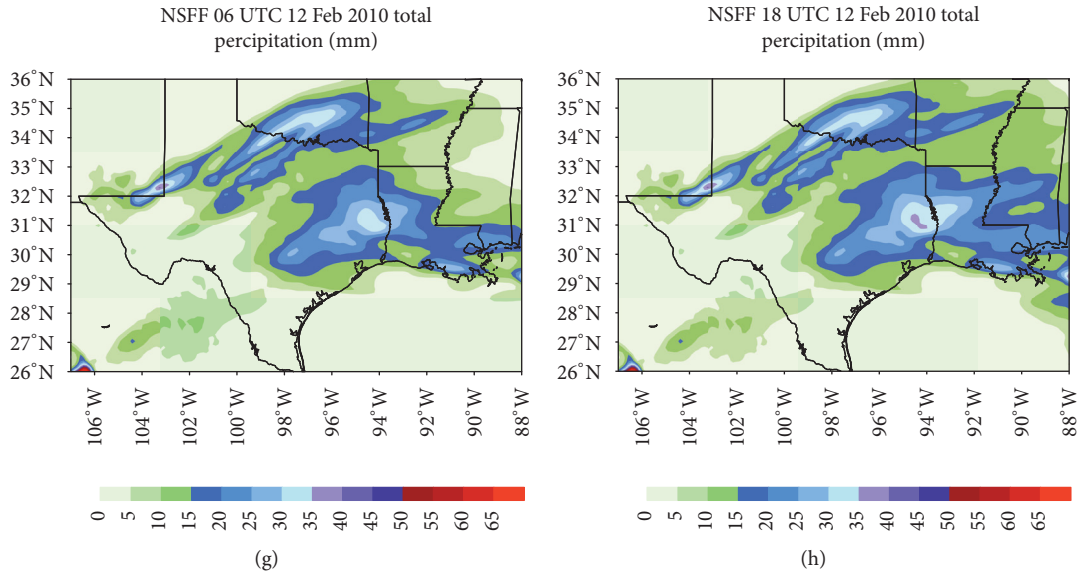 NSFF 06 UTC 12 Feb 2010 total
percipitation (mm)
36°N
35°N
34°N
33°N
32°N
31°N
30°N
29°N
28°N
27°N
26°N
106°W
104°W
102°W
100°W
98°W
96°W
94°W
92°W
90°W
88°W
0
5
10
15
20
25
30
35
40
45
50
55
60
65
(g)
NSFF 18 UTC 12 Feb 2010 total
percipitation (mm)
36°N
35°N
34°N
33°N
32°N
31°N
30°N
29°N
28°N
27°N
26°N
106°W
104°W
102°W
100°W
98°W
96°W
94°W
92°W
90°W
88°W
0
5
10
15
20
25
30
35
40
45
50
55
60
65
(h)